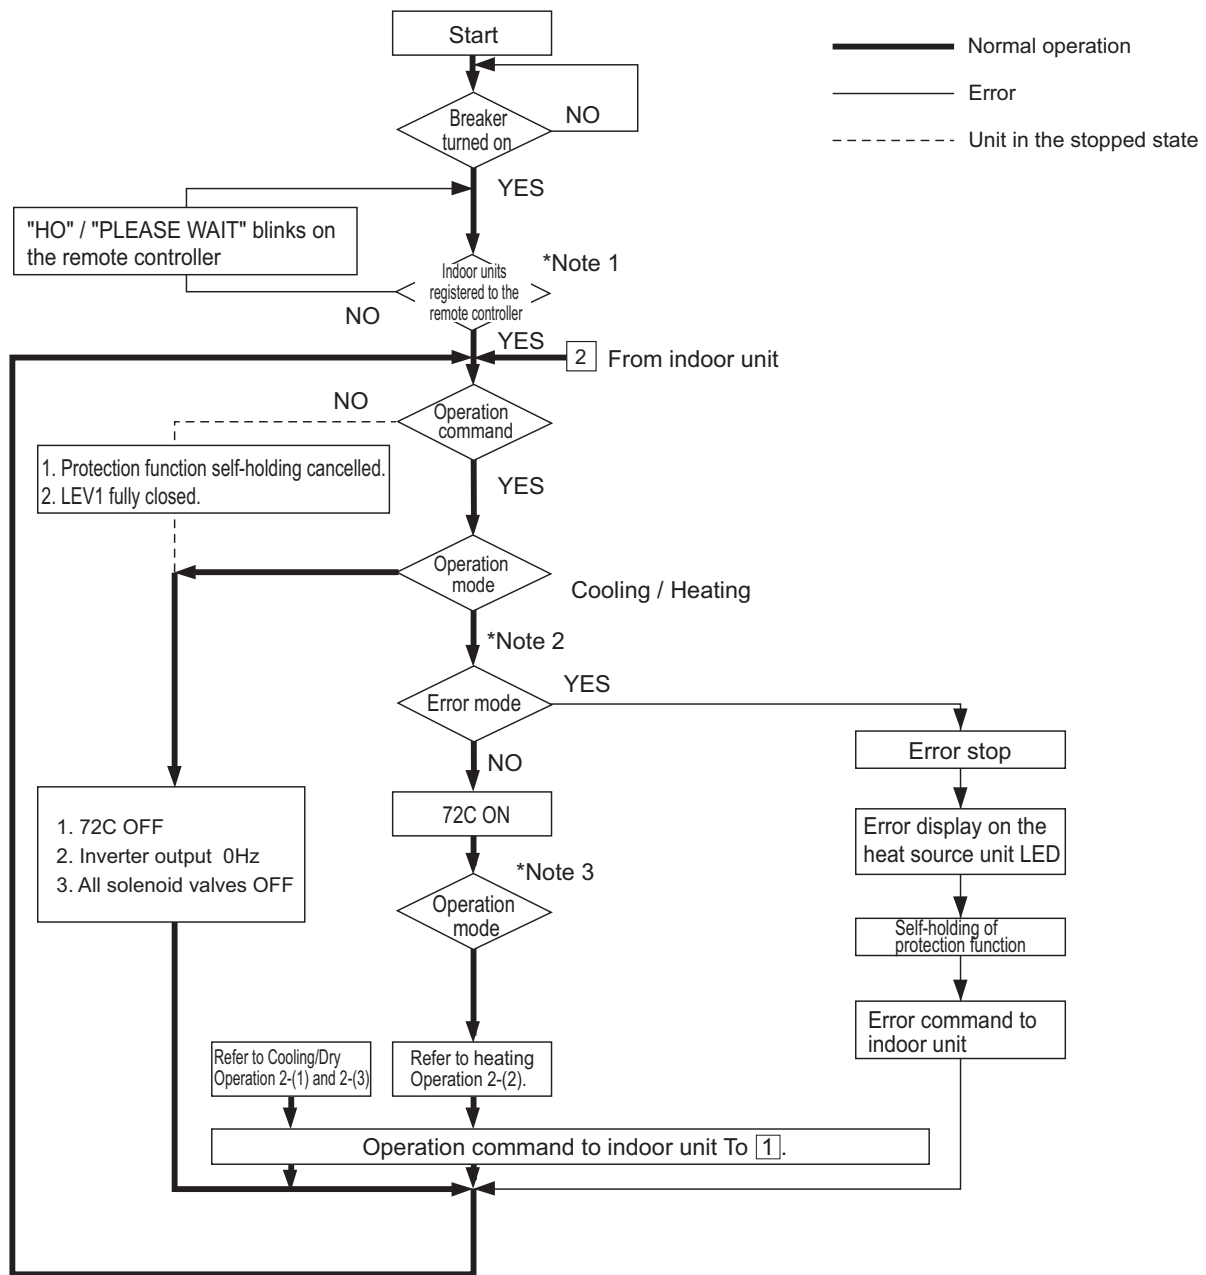 Start
Normal operation
Error
Unit in the stopped state
Breaker
turned on
NO
YES
"HO" / "PLEASE WAIT" blinks on
the remote controller
*Note 1
Indoor units
registered to the
remote controller
NO
YES
2 From indoor unit
NO
Operation
command
1. Protection function self-holding cancelled.
2. LEV1 fully closed.
YES
Operation
mode
Cooling / Heating
*Note 2
Error mode
YES
NO
Error stop
72C ON
1. 72C OFF
2. Inverter output 0Hz
3. All solenoid valves OFF
Error display on the
heat source unit LED
*Note 3
Operation
mode
Self-holding of
protection function
Error command to
indoor unit
Refer to Cooling/Dry
Operation 2-(1) and 2-(3)
Refer to heating
Operation 2-(2).
Operation command to indoor unit To 1.